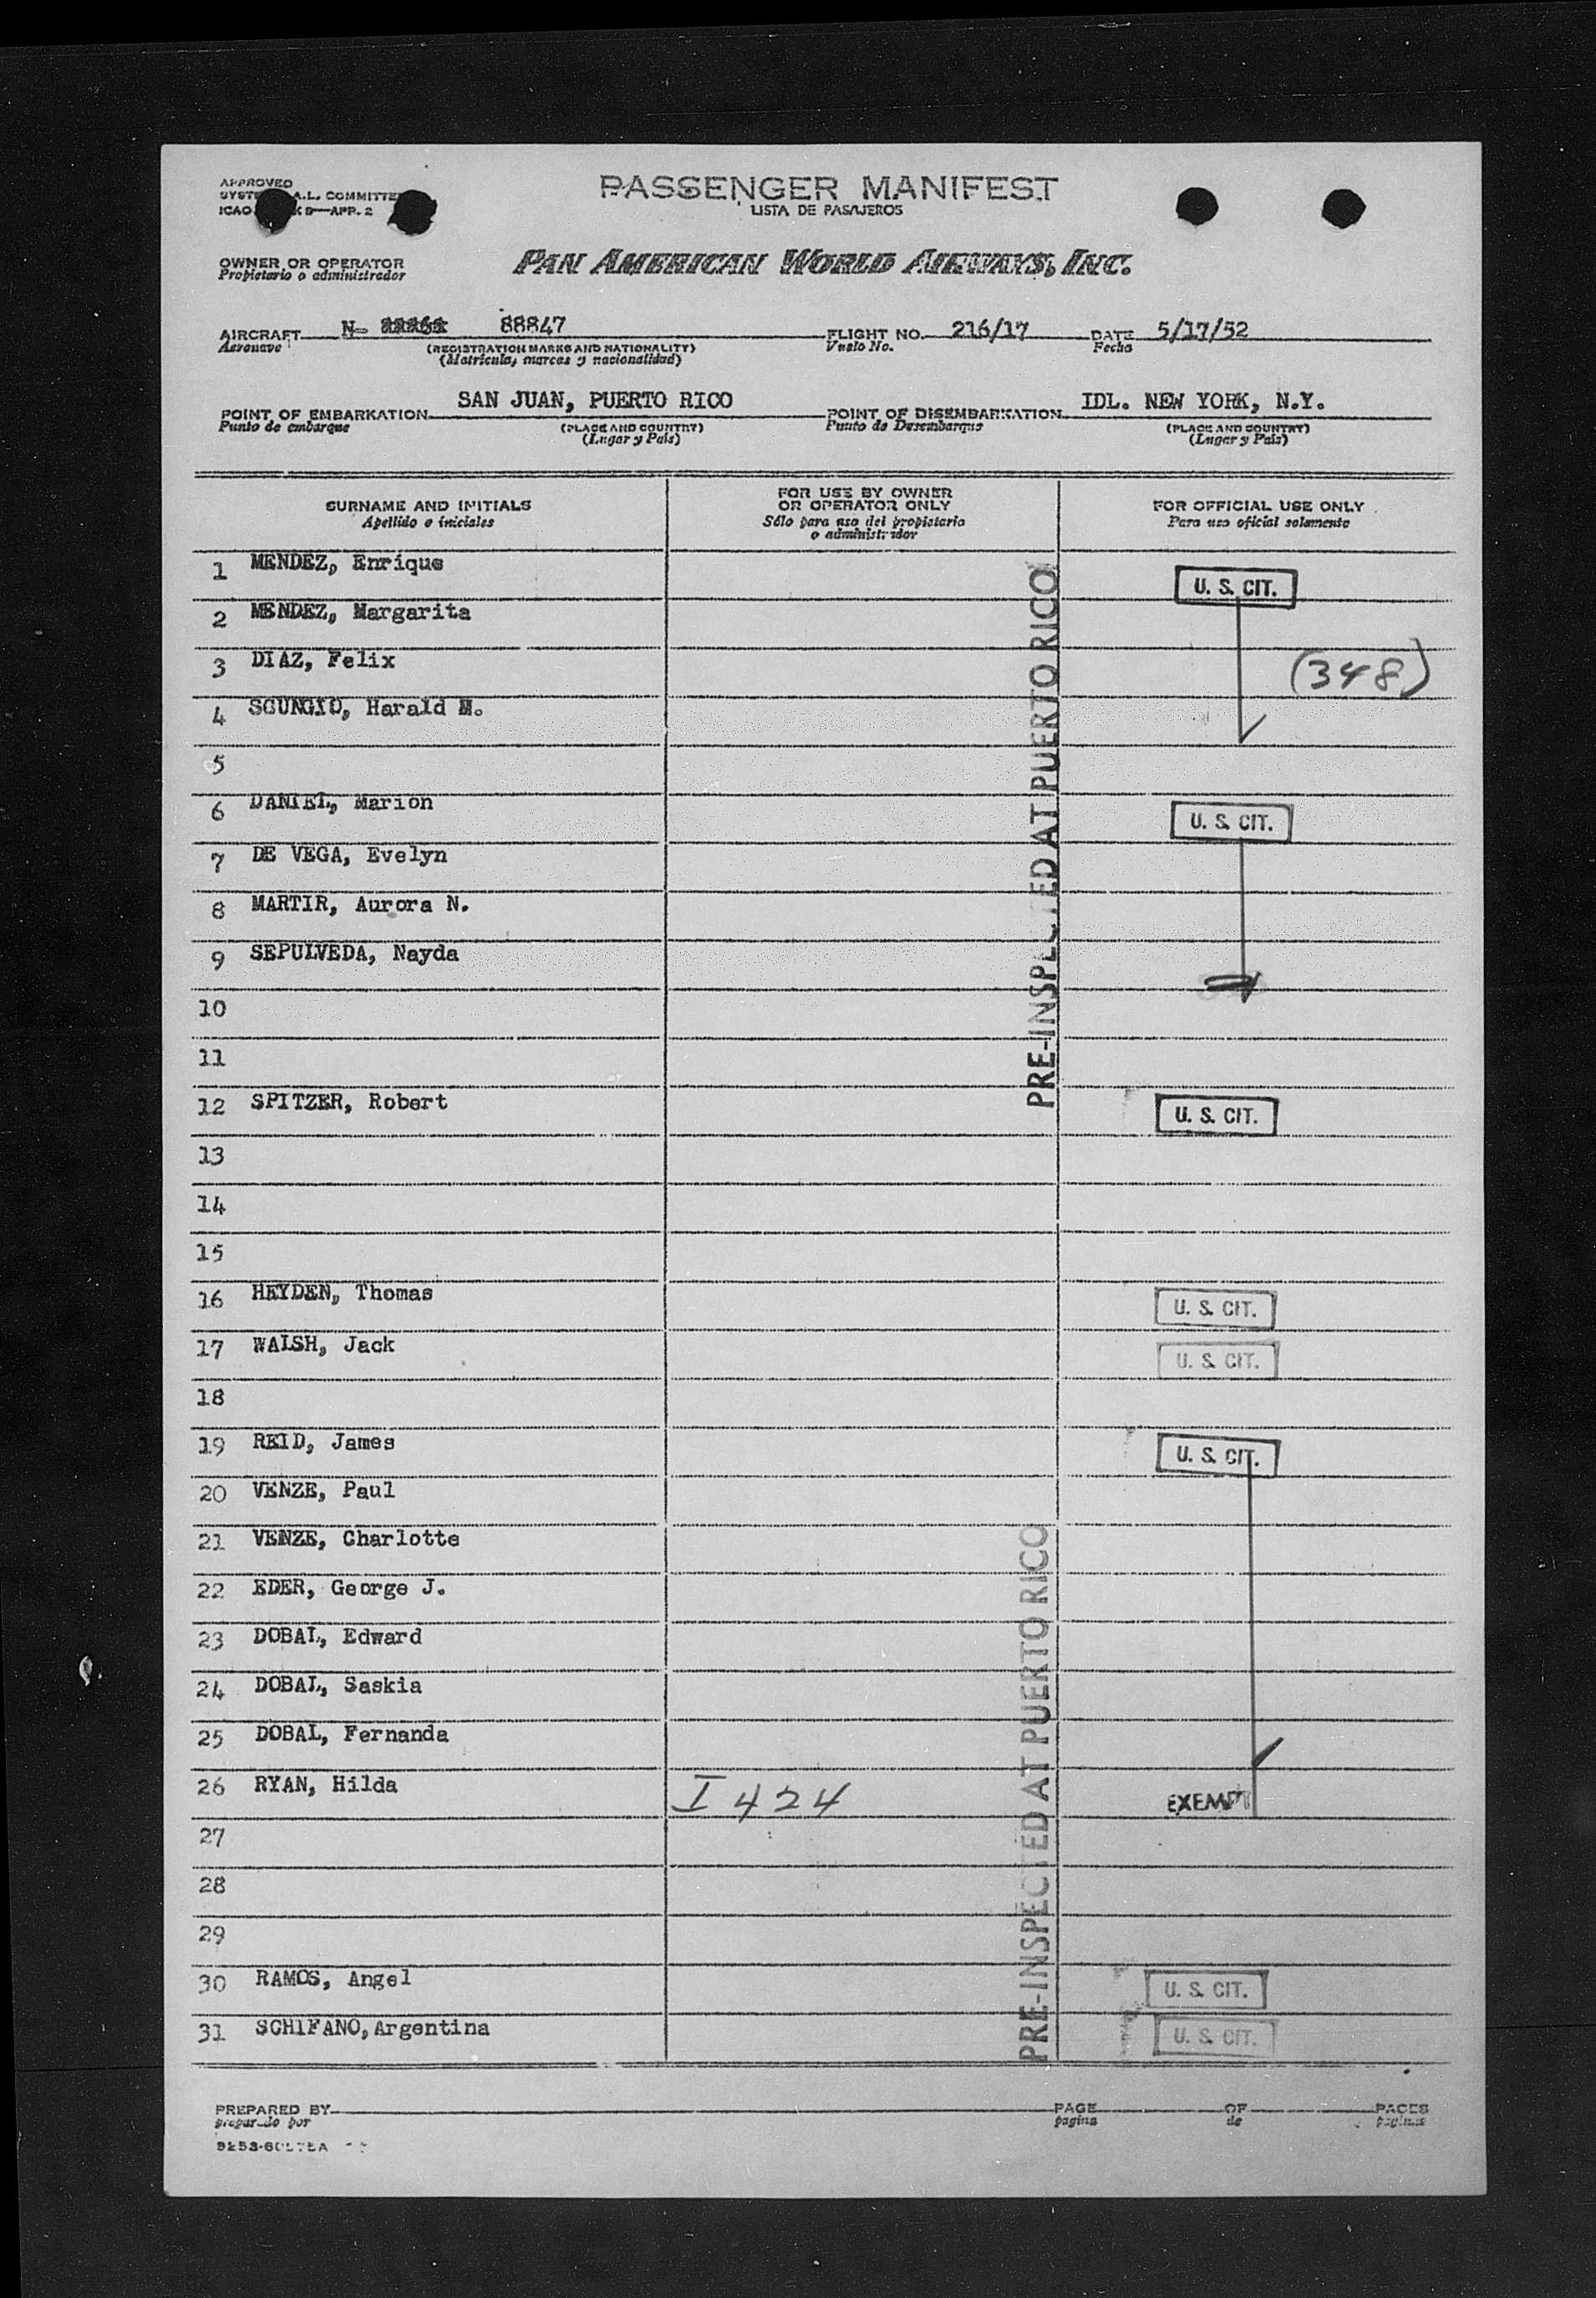 APPROVED
PASSENGER MANIFEST
LISTA DE PASAJEROS
A.L. COMMITTEE
ICAO 9—APP. 2
OWNER OR OPERATOR
Propietario o administrador
PAN AMERICAN WORLD AIRWAYS, INC.
AIRCRAFT N- 88847 FLIGHT NO. 216/17 DATE 5/17/52
Aeronave (REGISTRATION MARKS AND NATIONALITY) Vuelo No. Fecha
(Matricula, marcas y nacionalidad)
POINT OF EMBARKATION SAN JUAN, PUERTO RICO POINT OF DISEMBARKATION IDL. NEW YORK, N.Y.
Punto de embarque (PLACE AND COUNTRY) Punto de Desembarque (PLACE AND COUNTRY)
(Lugar y Pais) (Lugar y Pais)
SURNAME AND INITIALS FOR USE BY OWNER OR OPERATOR ONLY FOR OFFICIAL USE ONLY
Apellido e iniciales Sólo para uso del propietario o administrador Para uso oficial solamente
1 MENDEZ, Enrique U. S. CIT.
2 MENDEZ, Margarita
3 DIAZ, Felix (348)
4 SCUNGIO, Harald M.
5
6 DANIEL, Marion U. S. CIT.
7 DE VEGA, Evelyn
8 MARTIR, Aurora N.
9 SEPULVEDA, Nayda
10
11
PRE-INSPECTED AT PUERTO RICO
12 SPITZER, Robert U. S. CIT.
13
14
15
16 HEYDEN, Thomas U. S. CIT.
17 WALSH, Jack U. S. CIT.
18
19 REID, James U. S. CIT.
20 VENZE, Paul
21 VENZE, Charlotte
22 EDER, George J.
23 DOBAL, Edward
24 DOBAL, Saskia
25 DOBAL, Fernanda
26 RYAN, Hilda I 424 EXEMPT
27
28
29
30 RAMOS, Angel U. S. CIT.
31 SCHIFANO, Argentina U. S. CIT.
PRE-INSPECTED AT PUERTO RICO
PREPARED BY PAGE OF PAGES
preparado por pagina de paginas